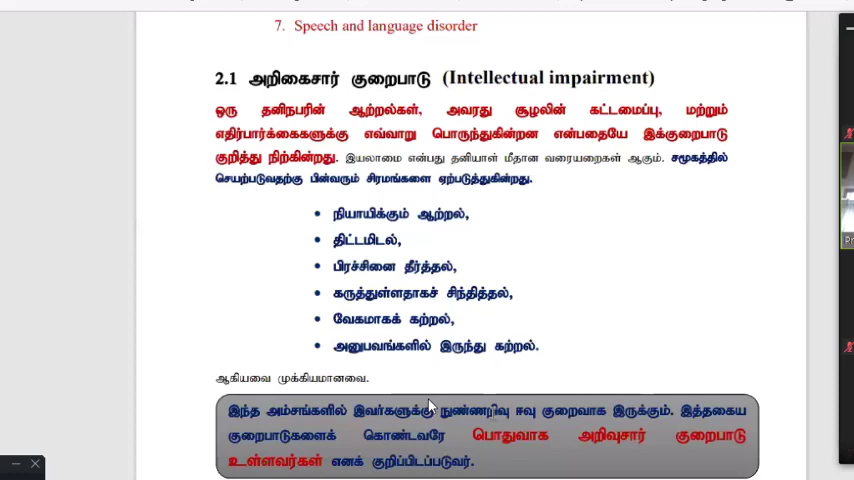 7. Speech and language disorder
2.1 அறிகைசார் குறைபாடு (Intellectual impairment)
ஒரு தனிநபரின் ஆற்றல்கள், அவரது சூழலின் கட்டமைப்பு, மற்றும்
எதிர்பார்க்கைகளுக்கு எவ்வாறு பொருந்துகின்றன என்பதையே இக்குறைபாடு
குறித்து நிற்கின்றது. இயலாமை என்பது தனியாள் மீதான வரையறைகள் ஆகும். சமூகத்தில்
செயற்படுவதற்கு பின்வரும் சிரமங்களை ஏற்படுத்துகின்றது.
• நியாயிக்கும் ஆற்றல்,
• திட்டமிடல்,
• பிரச்சினை தீர்த்தல்,
• கருத்துள்ளதாகச் சிந்தித்தல்,
• வேகமாகக் கற்றல்,
• அனுபவங்களில் இருந்து கற்றல்.
ஆகியவை முக்கியமானவை.
இந்த அம்சங்களில் இவர்களுக்கு நுண்ணறிவு ஈவு குறைவாக இருக்கும். இத்தகைய
குறைபாடுகளைக் கொண்டவரே பொதுவாக அறிவுசார் குறைபாடு
உள்ளவர்கள் எனக் குறிப்பிடப்படுவர்.